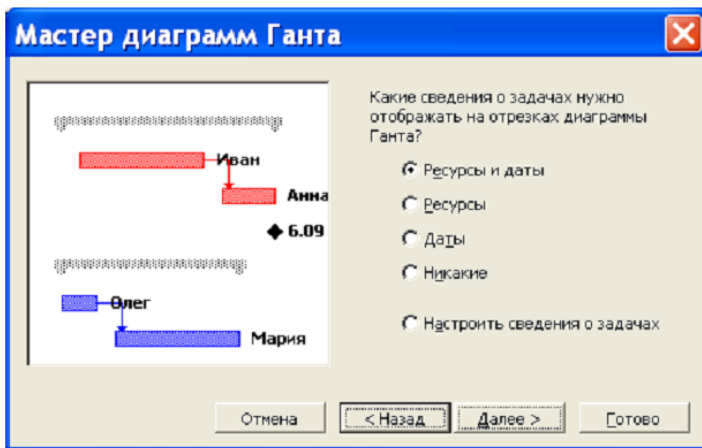 Мастер диаграмм Ганта
Какие сведения о задачах нужно
отображать на отрезках диаграммы
Ганта?
Ресурсы и даты
Ресурсы
Даты
Никакие
Настроить сведения о задачах
Иван
Анна
6.09
Олег
Мария
Отмена
< Назад
Далее >
Готово